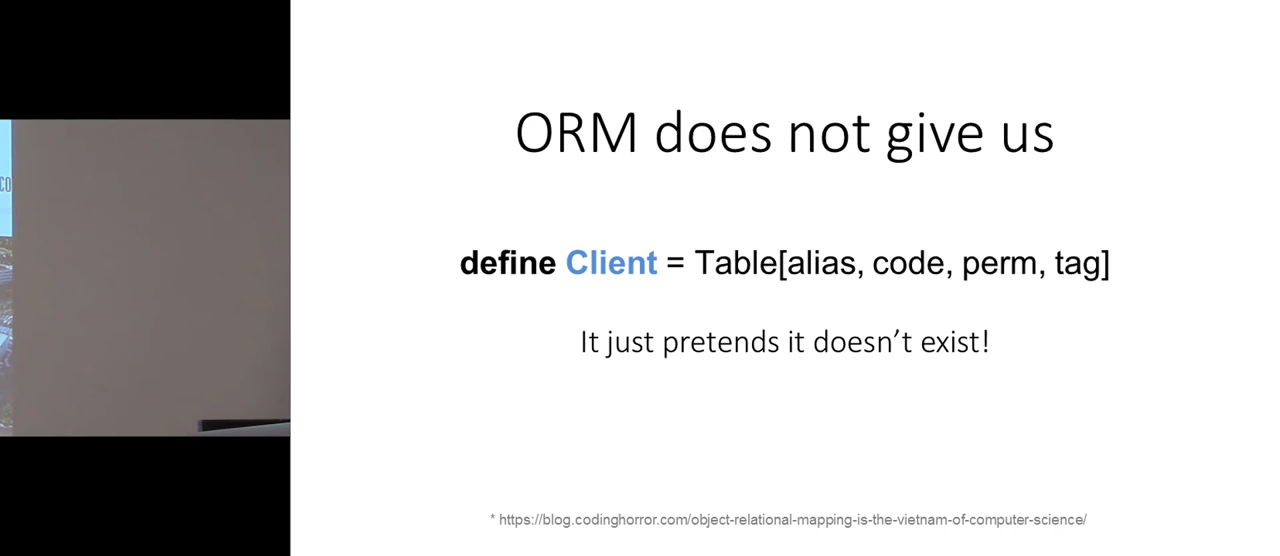 ORM does not give us
define Client = Table[alias, code, perm, tag]
It just pretends it doesn’t exist!
* https://blog.codinghorror.com/object-relational-mapping-is-the-vietnam-of-computer-science/